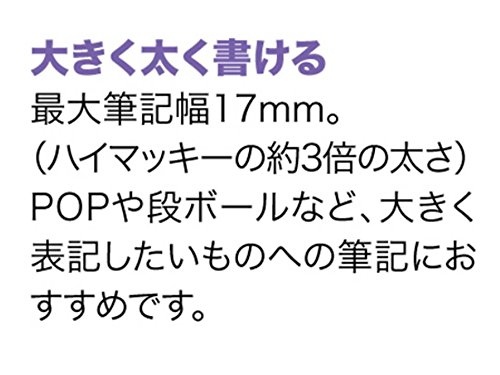 大きく太く書ける
最大筆記幅17mm。
（ハイマッキーの約3倍の太さ）
POPや段ボールなど、大きく
表記したいものへの筆記にお
すすめです。